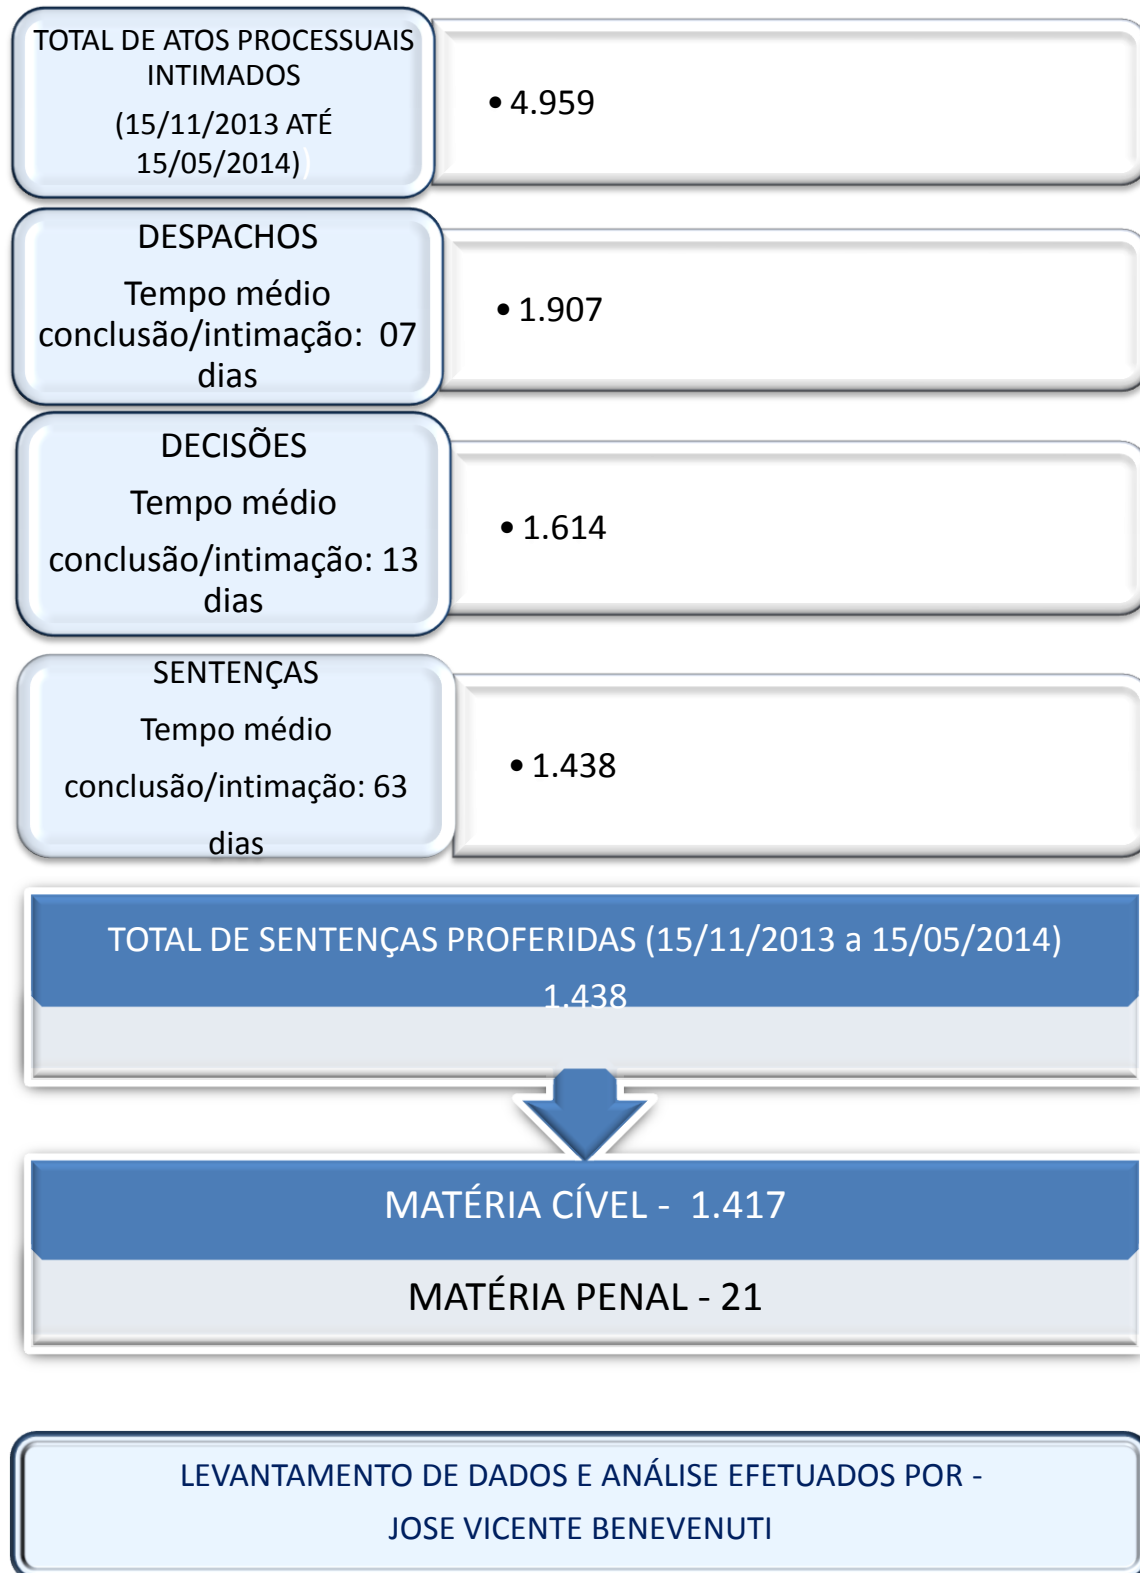 TOTAL DE ATOS PROCESSUAIS
INTIMADOS
(15/11/2013 ATÉ
15/05/2014))
• 4.959
DESPACHOS
Tempo médio
conclusão/intimação: 07
dias
• 1.907
DECISÕES
Tempo médio
conclusão/intimação: 13
dias
• 1.614
SENTENÇAS
Tempo médio
conclusão/intimação: 63
dias
• 1.438
TOTAL DE SENTENÇAS PROFERIDAS (15/11/2013 a 15/05/2014)
1.438
MATÉRIA CÍVEL - 1.417
MATÉRIA PENAL - 21
LEVANTAMENTO DE DADOS E ANÁLISE EFETUADOS POR -
JOSE VICENTE BENEVENUTI